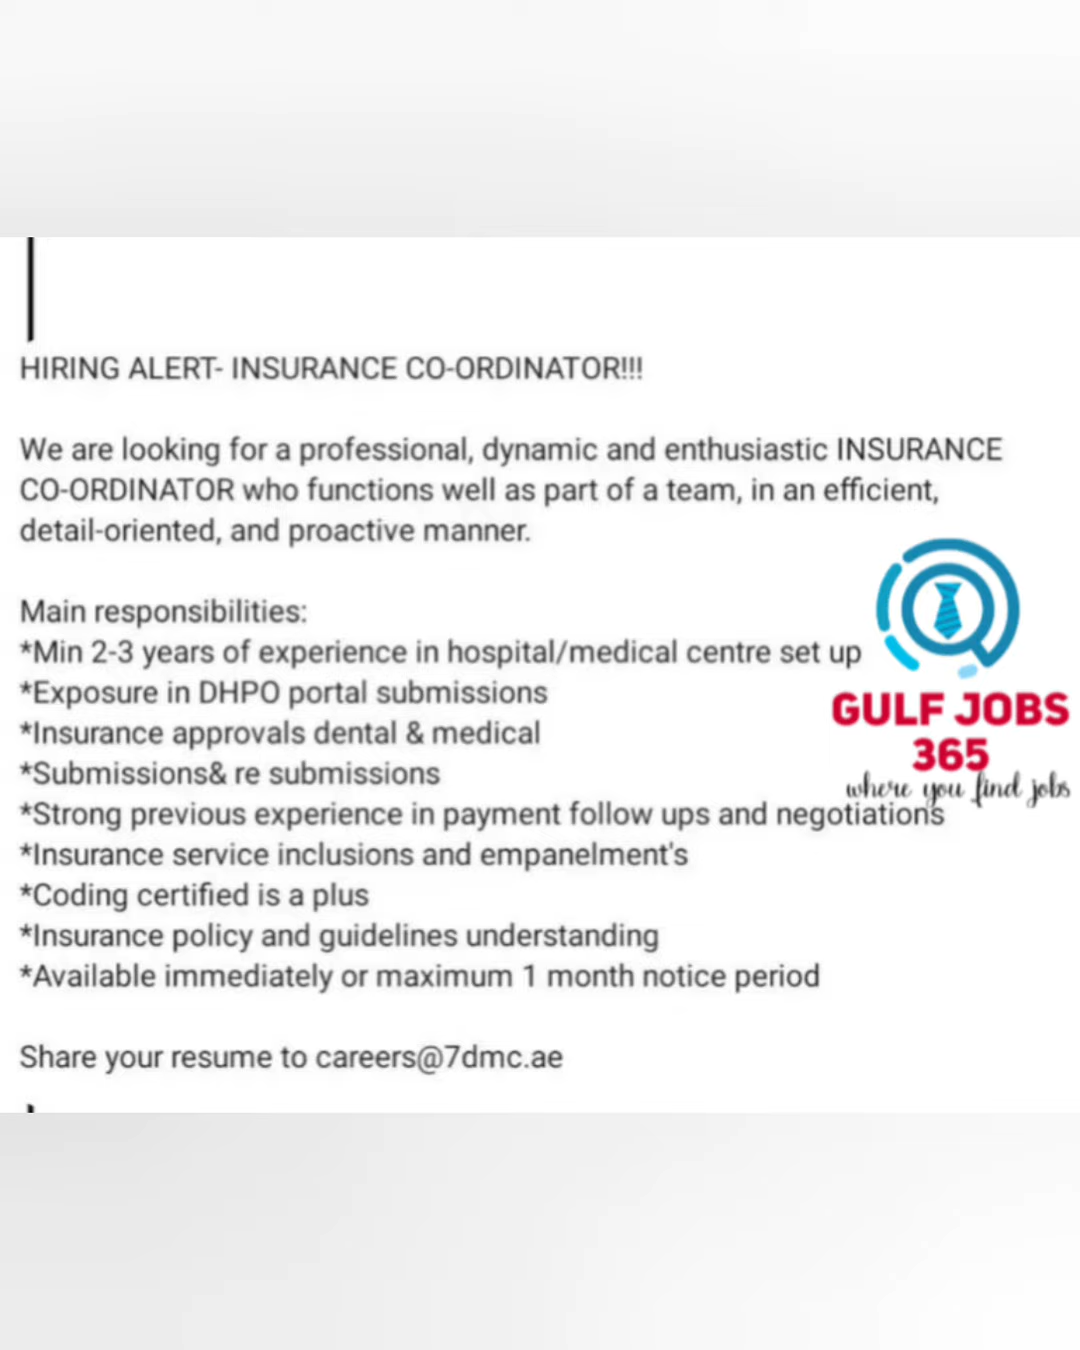 HIRING ALERT- INSURANCE CO-ORDINATOR!!!
We are looking for a professional, dynamic and enthusiastic INSURANCE
CO-ORDINATOR who functions well as part of a team, in an efficient,
detail-oriented, and proactive manner.
Main responsibilities:
*Min 2-3 years of experience in hospital/medical centre set up
*Exposure in DHPO portal submissions
*Insurance approvals dental & medical
*Submissions& re submissions
*Strong previous experience in payment follow ups and negotiations
*Insurance service inclusions and empanelment's
*Coding certified is a plus
*Insurance policy and guidelines understanding
*Available immediately or maximum 1 month notice period
Share your resume to careers@7dmc.ae
GULF JOBS
365
where you find jobs